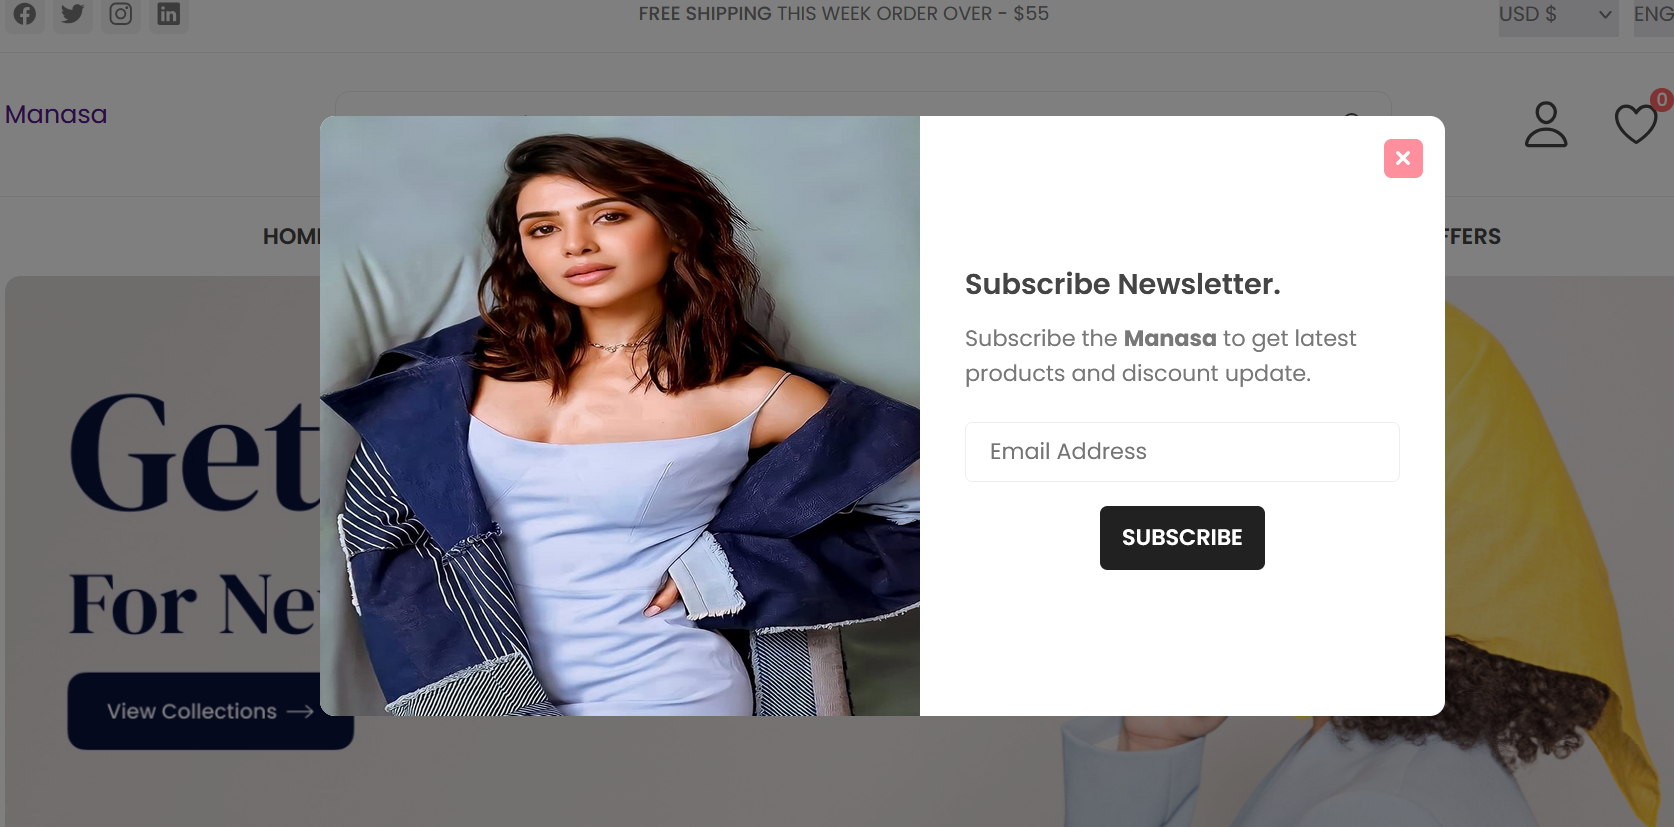 FREE SHIPPING THIS WEEK ORDER OVER - $55
USD $
ENG
Manasa
0
HOM
FFERS
Subscribe Newsletter.
Subscribe the Manasa to get latest
products and discount update.
Email Address
SUBSCRIBE
Get
For Ne
View Collections →